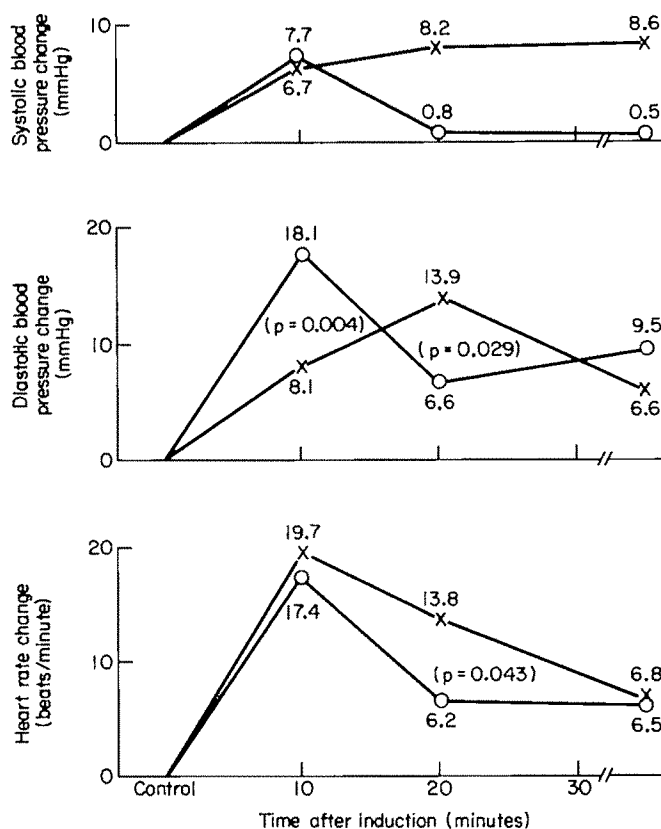 Systolic blood
pressure change
(mmHg)
10
0
7.7
6.7
8.2
0.8
8.6
0.5
Diastotic blood
pressure change
(mmHg)
20
10
0
18.1
8.1
(p=0.004)
13.9
6.6
(p=0.029)
9.5
6.6
Heart rate change
(beats/minute)
20
10
0
19.7
17.4
13.8
6.2
(p=0.043)
6.8
6.5
Control
10
20
30
Time after induction (minutes)